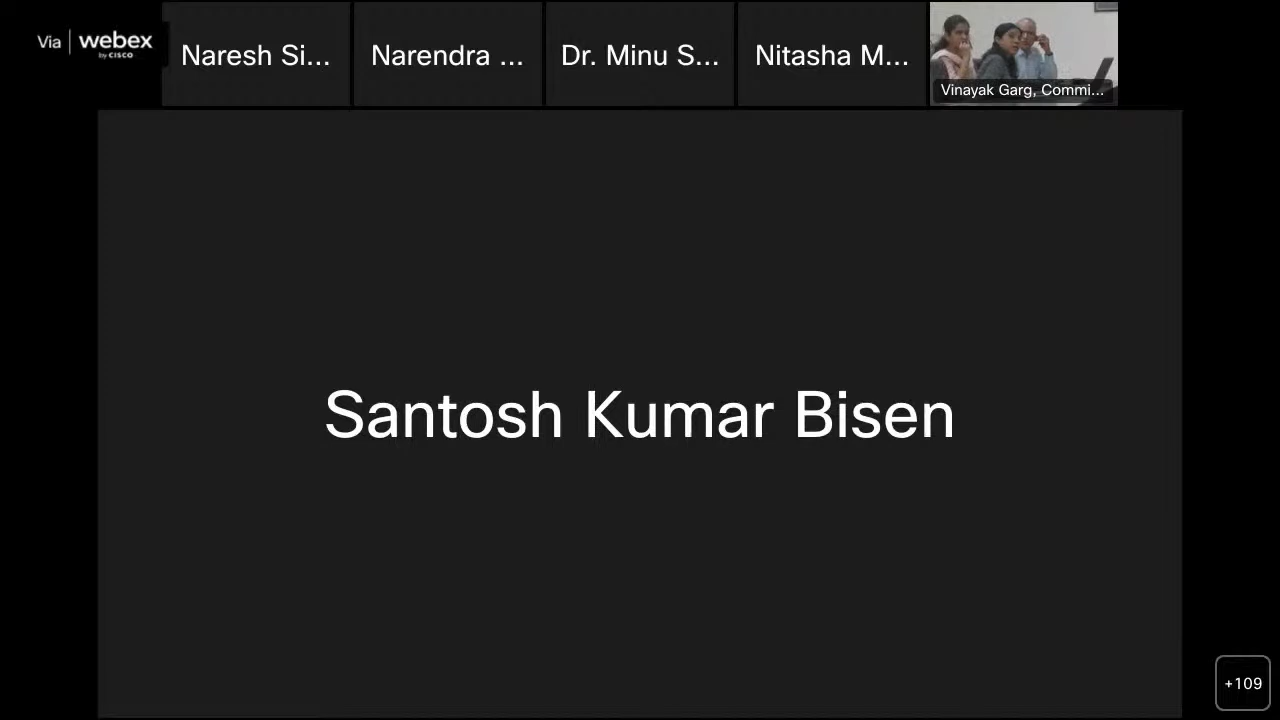 Via | webex
by CISCO
Naresh Si...
Narendra ...
Dr. Minu S...
Nitasha M...
Vinayak Garg, Commi...
Santosh Kumar Bisen
+109